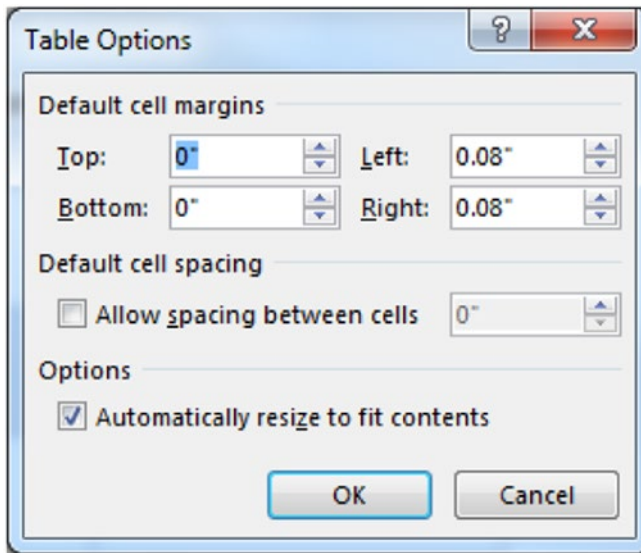 Table Options ?
Default cell margins
Top: 0" Left: 0.08"
Bottom: 0" Right: 0.08"
Default cell spacing
Allow spacing between cells 0"
Options
Automatically resize to fit contents
OK Cancel